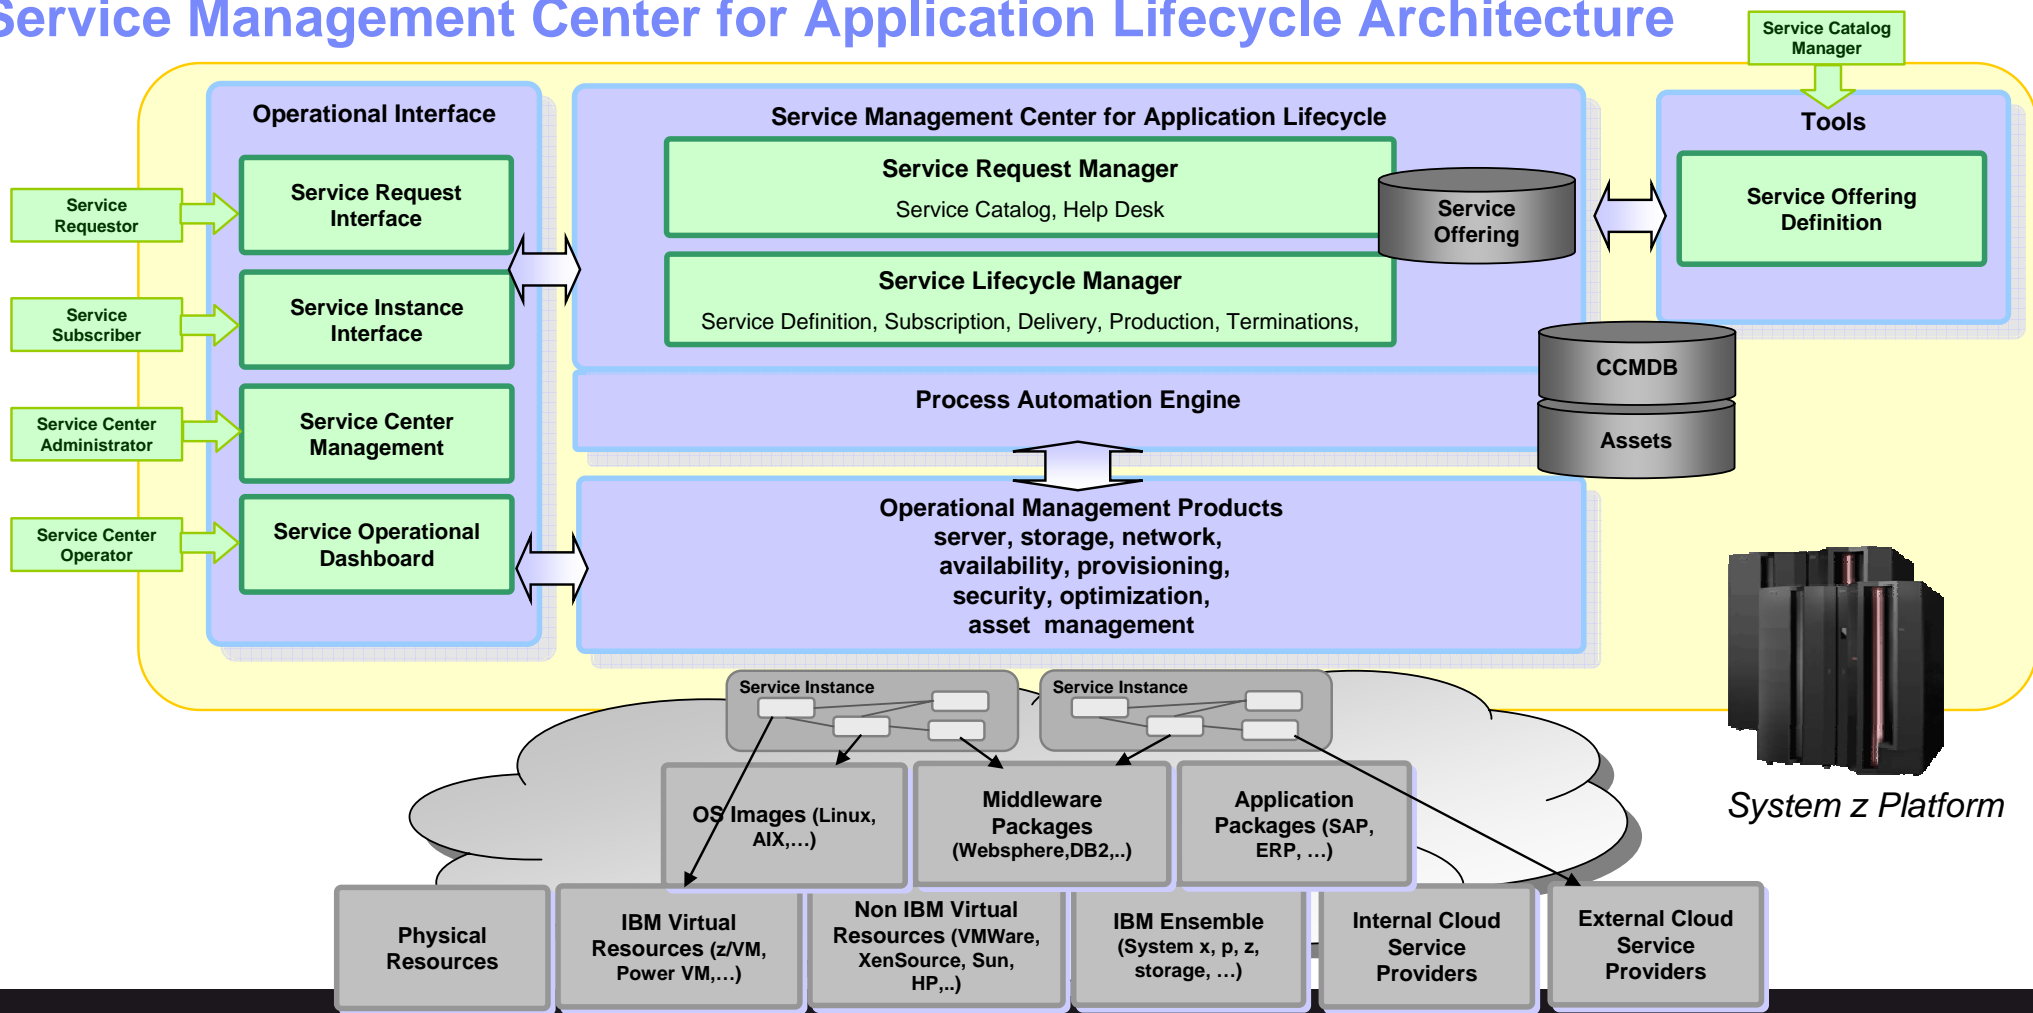 Service Management Center for Application Lifecycle Architecture
Service Catalog
Manager
Operational Interface
Service Request
Interface
Service Instance
Interface
Service Center
Management
Service Operational
Dashboard
Service
Requestor
Service
Subscriber
Service Center
Administrator
Service Center
Operator
Service Management Center for Application Lifecycle
Service Request Manager
Service Catalog, Help Desk
Service Lifecycle Manager
Service Definition, Subscription, Delivery, Production, Terminations,
Service
Offering
Tools
Service Offering
Definition
CCMDB
Assets
Process Automation Engine
Operational Management Products
server, storage, network,
availability, provisioning,
security, optimization,
asset management
System z Platform
Service Instance
Service Instance
OS Images (Linux,
AIX,…)
Middleware
Packages
(Websphere,DB2,..)
Application
Packages (SAP,
ERP, …)
Physical
Resources
IBM Virtual
Resources (z/VM,
Power VM,…)
Non IBM Virtual
Resources (VMWare,
XenSource, Sun,
HP,..)
IBM Ensemble
(System x, p, z,
storage, …)
Internal Cloud
Service
Providers
External Cloud
Service
Providers